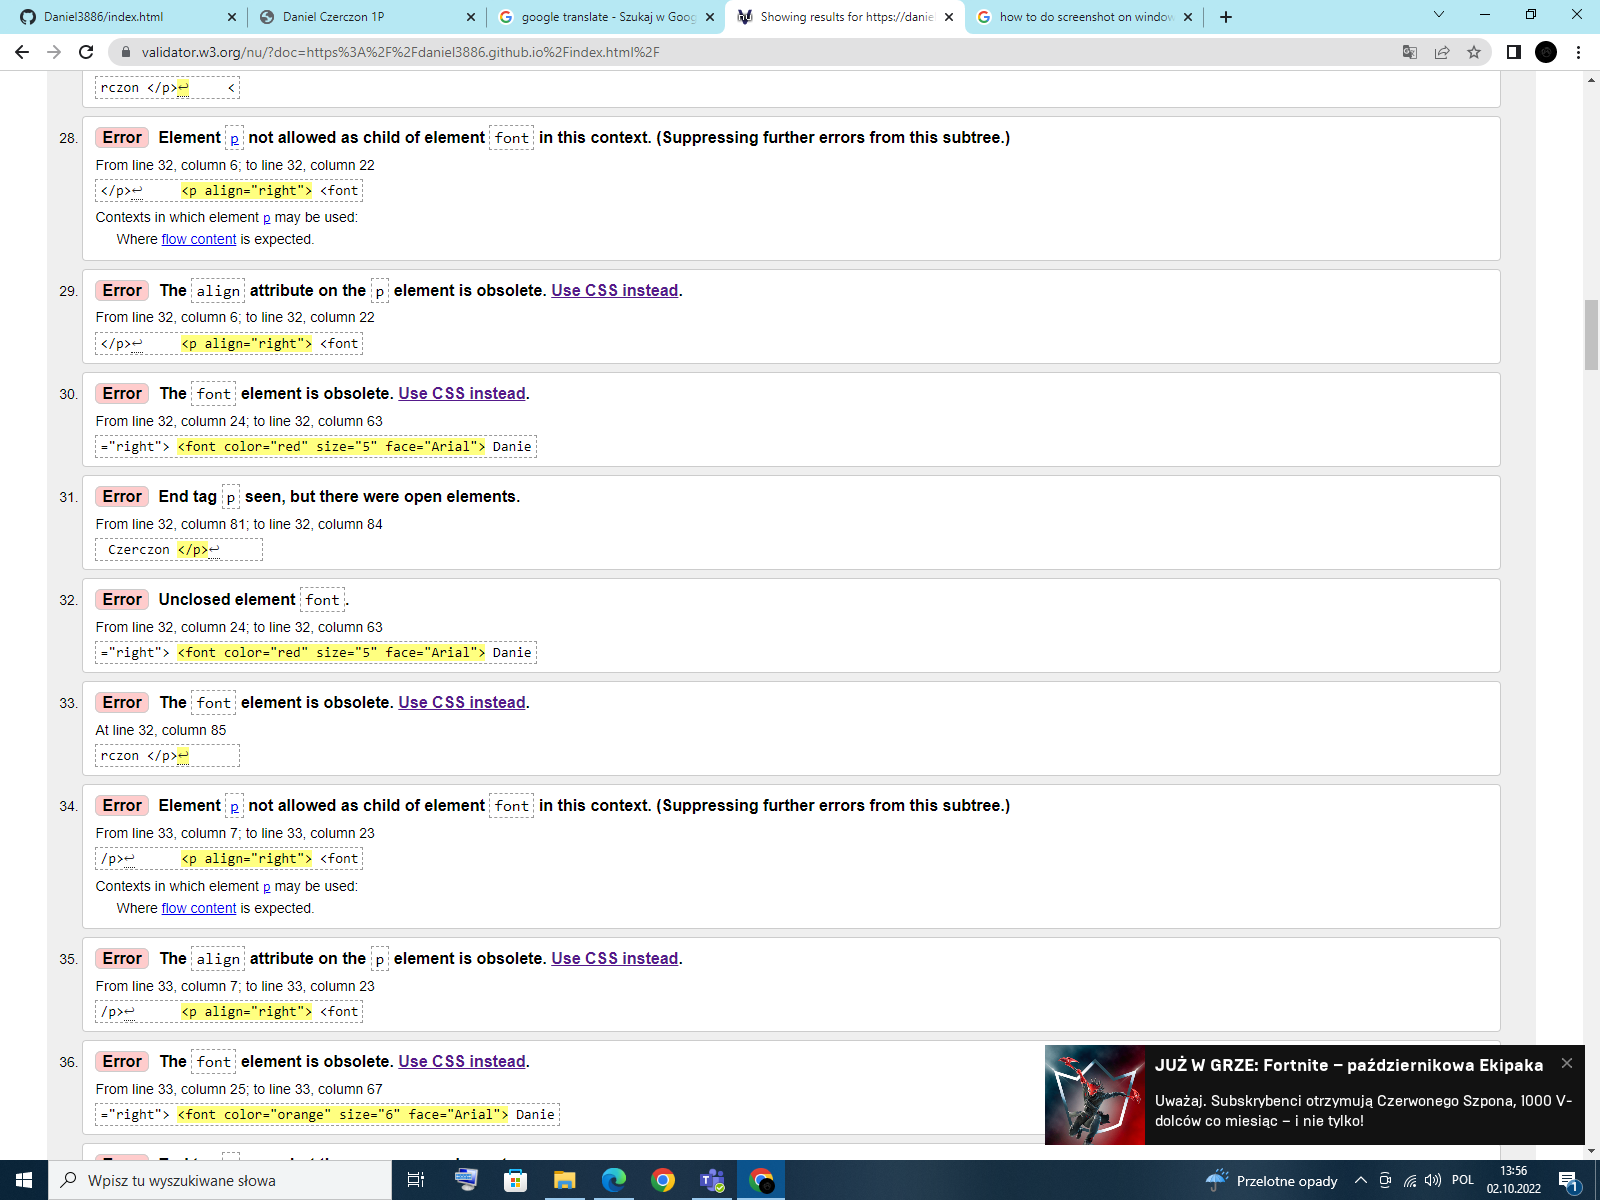 Daniel3886/index.html
Daniel Czerczon 1P
google translate - Szukaj w Goog
Showing results for https://daniel
how to do screenshot on window
validator.w3.org/nu/?doc=https%3A%2F%2Fdaniel3886.github.io%2Findex.html%2F
rczon </p>↩     <
28. Error Element p not allowed as child of element font in this context. (Suppressing further errors from this subtree.)
From line 32, column 6; to line 32, column 22
</p>↩     <p align="right"> <font
Contexts in which element p may be used:
Where flow content is expected.
29. Error The align attribute on the p element is obsolete. Use CSS instead.
From line 32, column 6; to line 32, column 22
</p>↩     <p align="right"> <font
30. Error The font element is obsolete. Use CSS instead.
From line 32, column 24; to line 32, column 63
="right"> <font color="red" size="5" face="Arial"> Danie
31. Error End tag p seen, but there were open elements.
From line 32, column 81; to line 32, column 84
Czerczon </p>↩
32. Error Unclosed element font.
From line 32, column 24; to line 32, column 63
="right"> <font color="red" size="5" face="Arial"> Danie
33. Error The font element is obsolete. Use CSS instead.
At line 32, column 85
rczon </p>↩
34. Error Element p not allowed as child of element font in this context. (Suppressing further errors from this subtree.)
From line 33, column 7; to line 33, column 23
/p>↩      <p align="right"> <font
Contexts in which element p may be used:
Where flow content is expected.
35. Error The align attribute on the p element is obsolete. Use CSS instead.
From line 33, column 7; to line 33, column 23
/p>↩      <p align="right"> <font
36. Error The font element is obsolete. Use CSS instead.
From line 33, column 25; to line 33, column 67
="right"> <font color="orange" size="6" face="Arial"> Danie
JUŻ W GRZE: Fortnite – październikowa Ekipaka
Uważaj. Subskrybenci otrzymują Czerwonego Szpona, 1000 V-
dolców co miesiąc – i nie tylko!
Wpisz tu wyszukiwane słowa
Przelotne opady
POL
13:56
02.10.2022
1